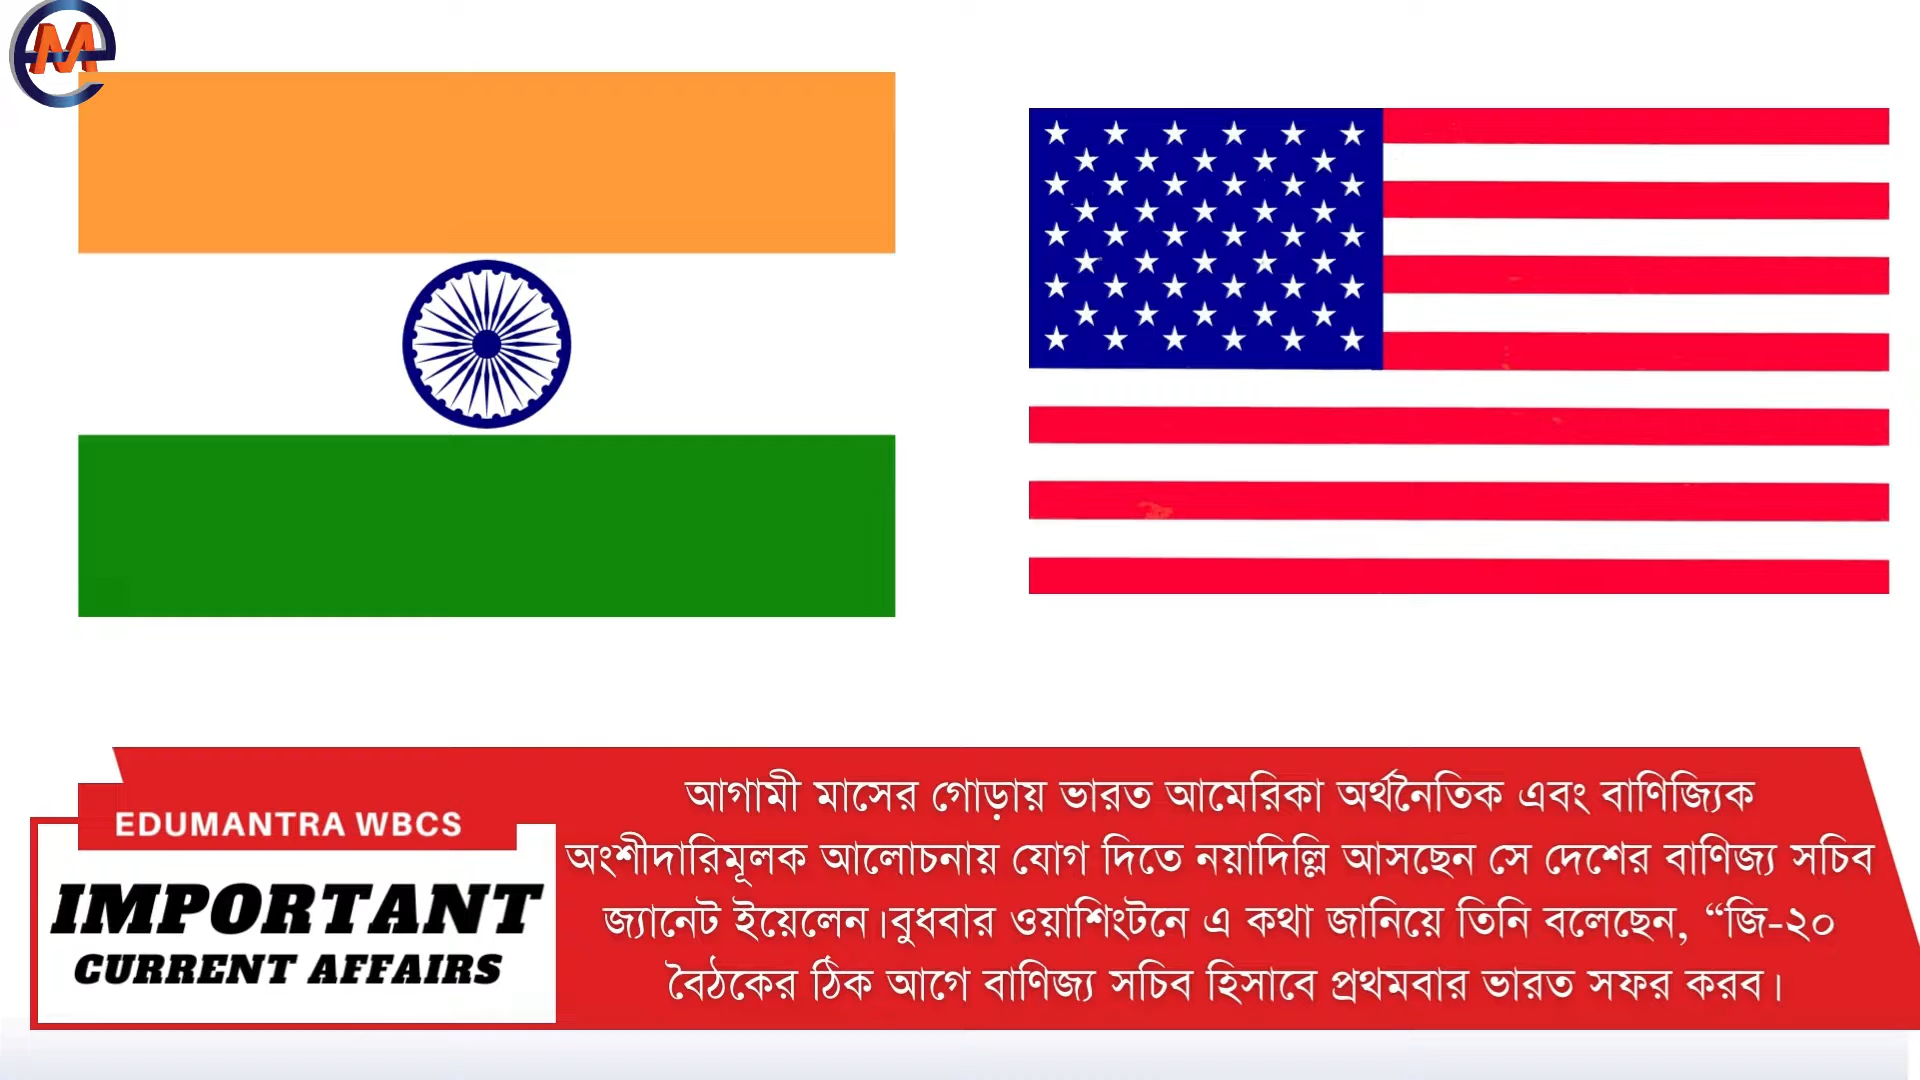 EDUMANTRA WBCS
IMPORTANT
CURRENT AFFAIRS
আগামী মাসের গোড়ায় ভারত আমেরিকা অর্থনৈতিক এবং বাণিজ্যিক
অংশীদারিমূলক আলোচনায় যোগ দিতে নয়াদিল্লি আসছেন সে দেশের বাণিজ্য সচিব
জ্যানেট ইয়েলেন।বুধবার ওয়াশিংটনে এ কথা জানিয়ে তিনি বলেছেন, “জি-২০
বৈঠকের ঠিক আগে বাণিজ্য সচিব হিসাবে প্রথমবার ভারত সফর করব।